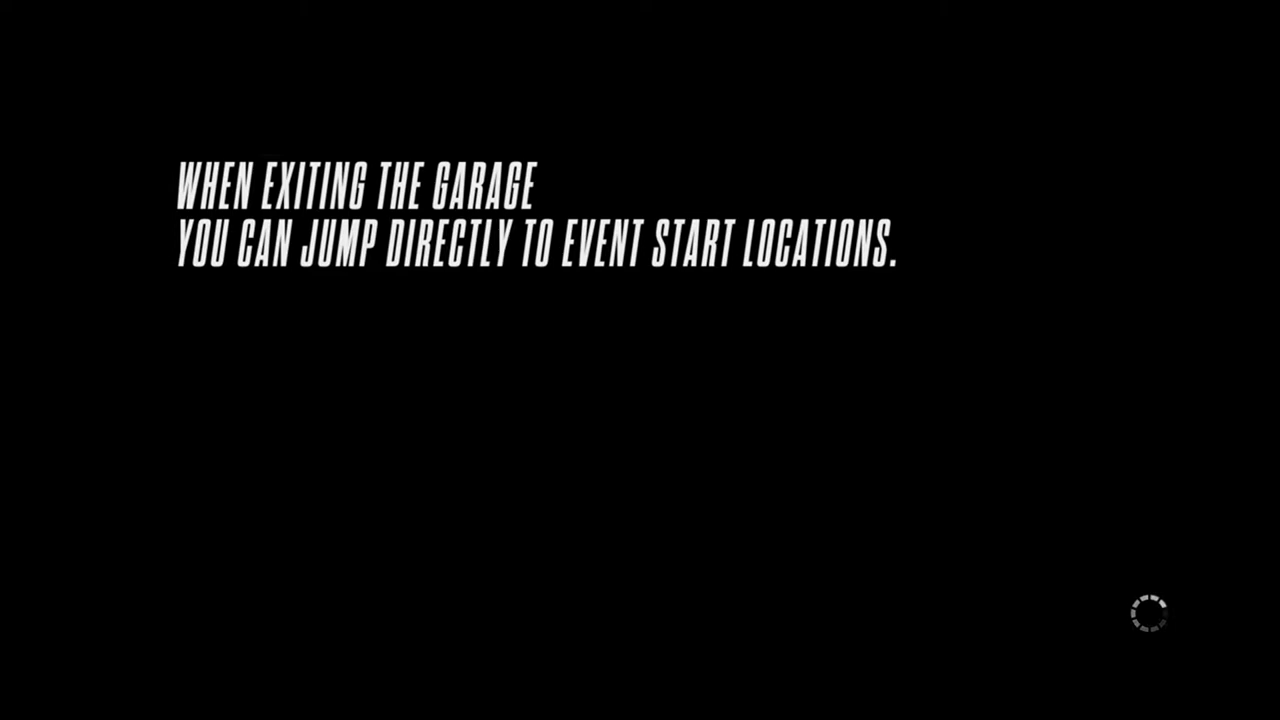 WHEN EXITING THE GARAGE
YOU CAN JUMP DIRECTLY TO EVENT START LOCATIONS.